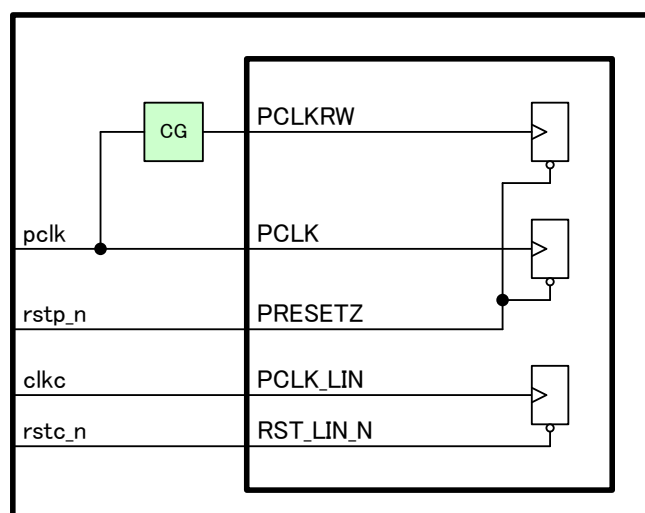 CG
PCLKRW
pclk
PCLK
rstp_n
PRESETZ
clkc
PCLK_LIN
rstc_n
RST_LIN_N